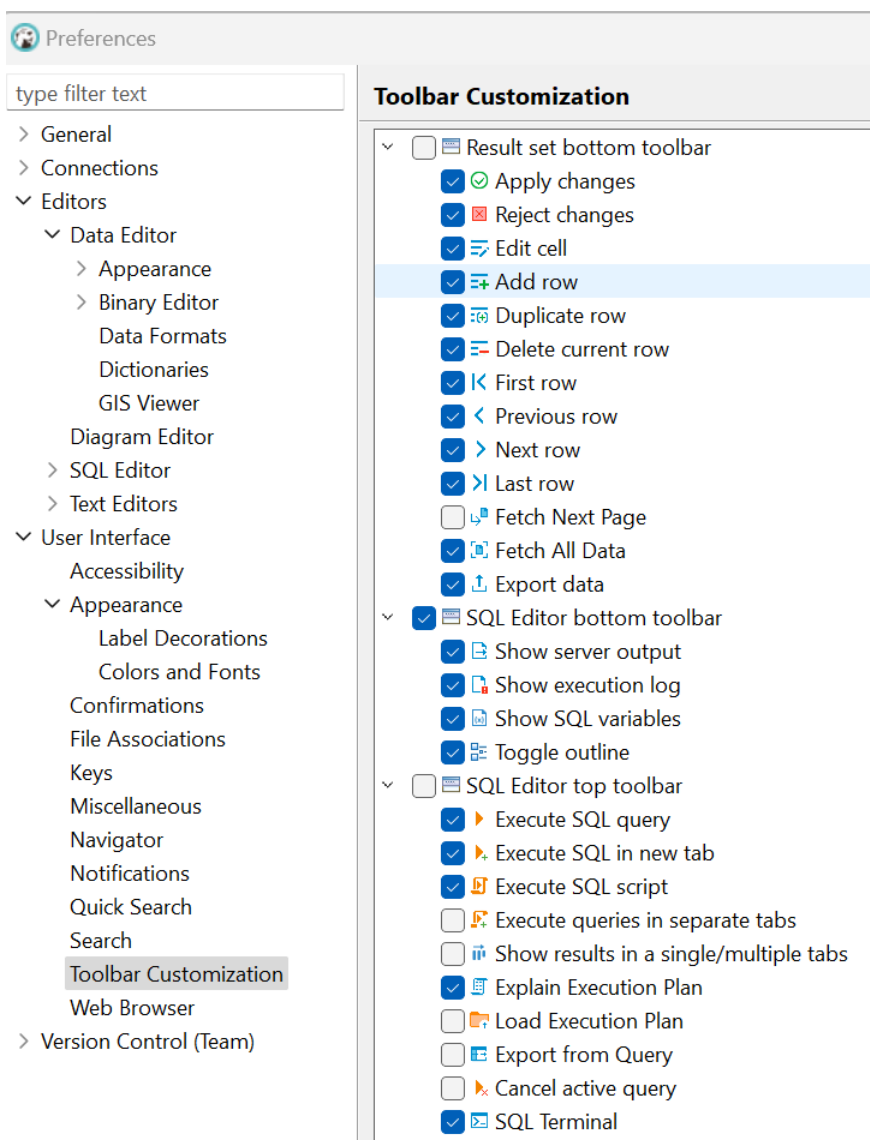 Preferences
type filter text
General
Connections
Editors
Data Editor
Appearance
Binary Editor
Data Formats
Dictionaries
GIS Viewer
Diagram Editor
SQL Editor
Text Editors
User Interface
Accessibility
Appearance
Label Decorations
Colors and Fonts
Confirmations
File Associations
Keys
Miscellaneous
Navigator
Notifications
Quick Search
Search
Toolbar Customization
Web Browser
Version Control (Team)
Toolbar Customization
Result set bottom toolbar
Apply changes
Reject changes
Edit cell
Add row
Duplicate row
Delete current row
First row
Previous row
Next row
Last row
Fetch Next Page
Fetch All Data
Export data
SQL Editor bottom toolbar
Show server output
Show execution log
Show SQL variables
Toggle outline
SQL Editor top toolbar
Execute SQL query
Execute SQL in new tab
Execute SQL script
Execute queries in separate tabs
Show results in a single/multiple tabs
Explain Execution Plan
Load Execution Plan
Export from Query
Cancel active query
SQL Terminal